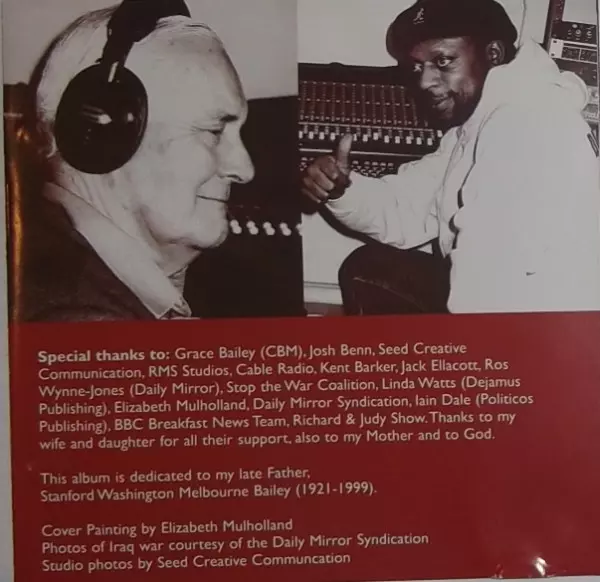 Special thanks to: Grace Bailey (CBM), Josh Benn, Seed Creative
Communication, RMS Studios, Cable Radio, Kent Barker, Jack Ellacott, Ros
Wynne-Jones (Daily Mirror), Stop the War Coalition, Linda Watts (Dejamus
Publishing), Elizabeth Mulholland, Daily Mirror Syndication, Iain Dale (Politicos
Publishing), BBC Breakfast News Team, Richard & Judy Show. Thanks to my
wife and daughter for all their support, also to my Mother and to God.
This album is dedicated to my late Father,
Stanford Washington Melbourne Bailey (1921-1999).
Cover Painting by Elizabeth Mulholland
Photos of Iraq war courtesy of the Daily Mirror Syndication
Studio photos by Seed Creative Communcation